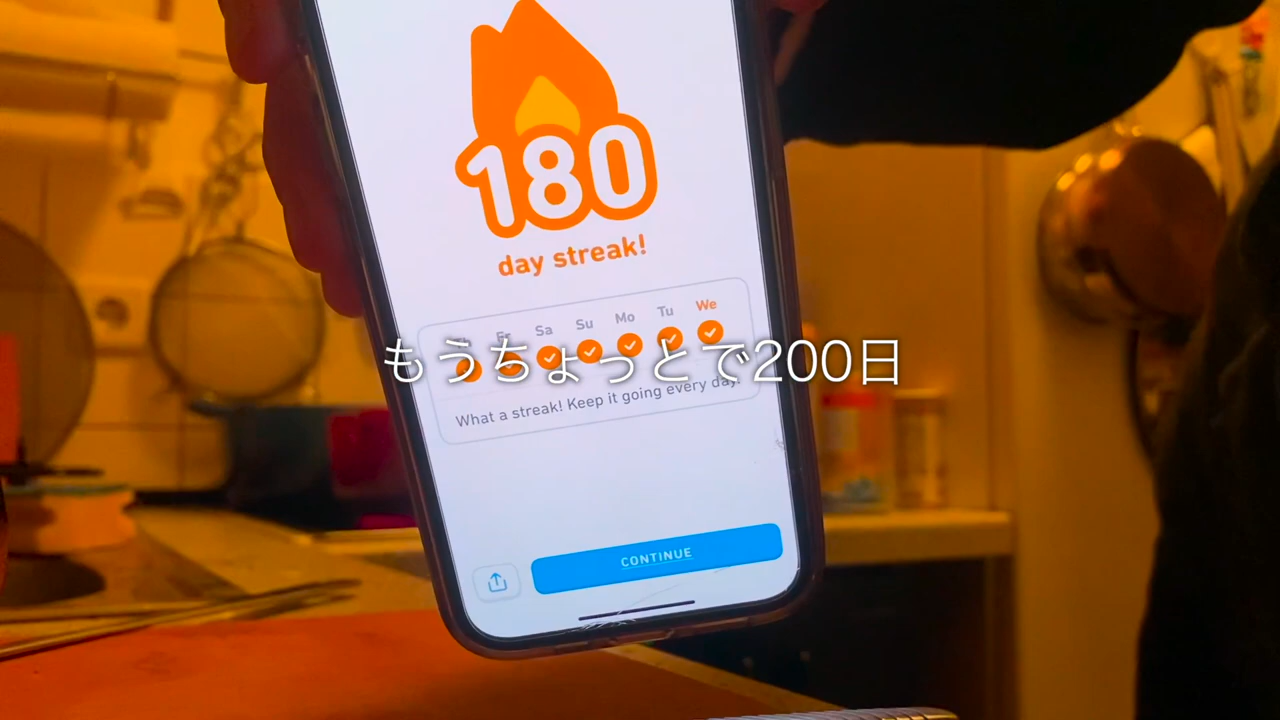 180
day streak!
Fr Sa Su Mo Tu We
もうちょっとで200日
What a streak! Keep it going every day!
CONTINUE